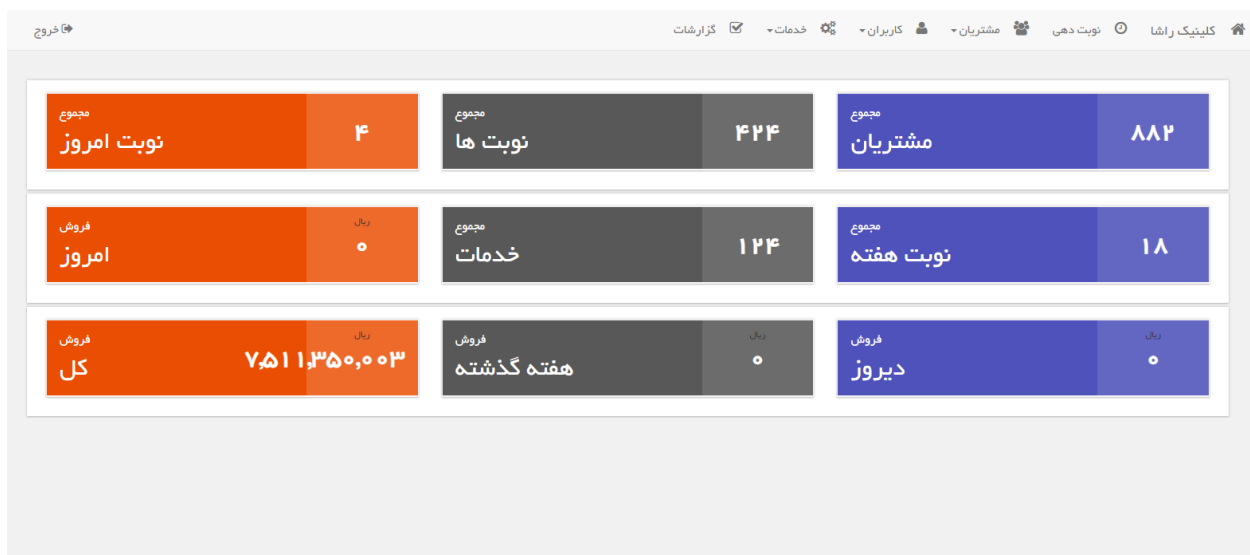 کلینیک راشا
نوبت دهی
مشتریان
کاربران
خدمات
گزارشات
خروج
مجموع
مشتریان
۸۸۲
مجموع
نوبت ها
۴۲۴
مجموع
نوبت امروز
۴
مجموع
نوبت هفته
۱۸
مجموع
خدمات
۱۲۴
فروش
امروز
ریال
۰
فروش
دیروز
ریال
۰
فروش
هفته گذشته
ریال
۰
فروش
کل
ریال
۷,۵۱۱,۳۵۰,۰۰۳